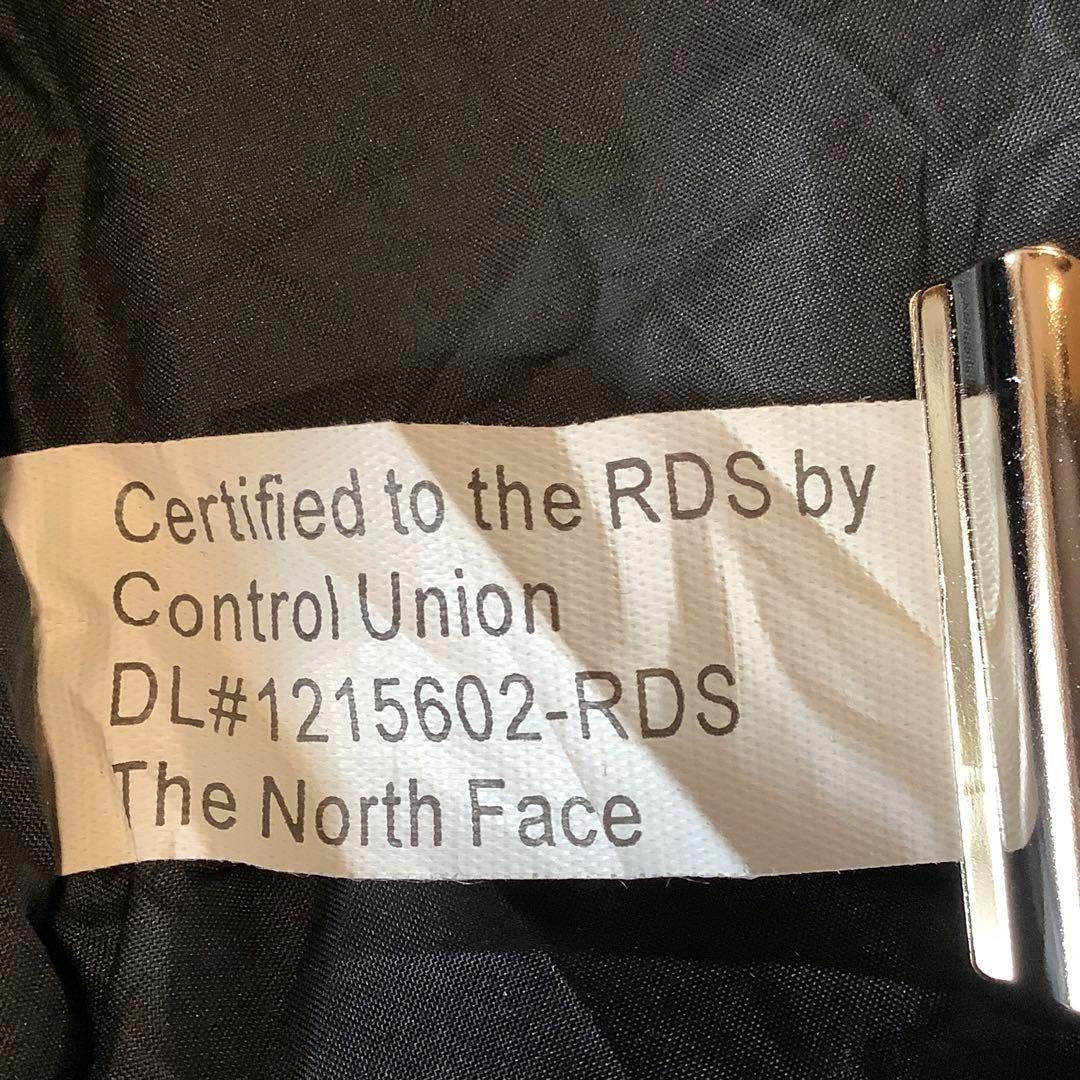 Certified to the RDS by
Control Union
DL#1215602-RDS
The North Face